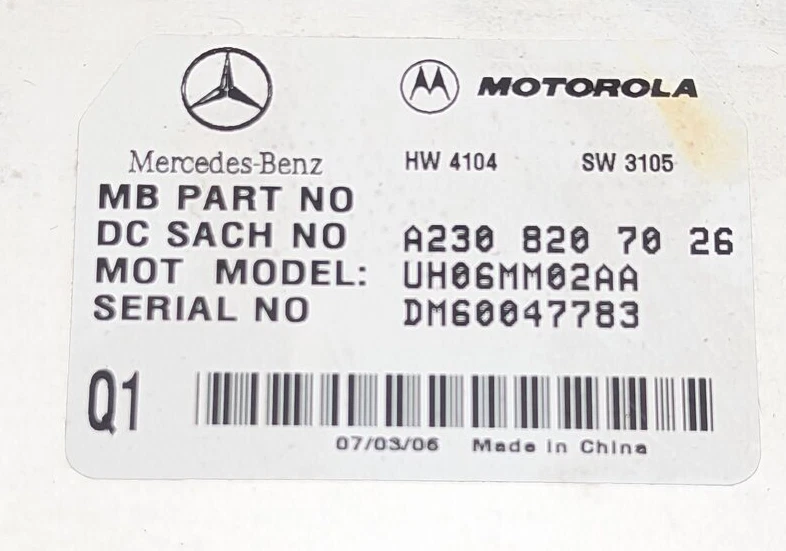 MOTOROLA
Mercedes-Benz HW 4104 SW 3105
MB PART NO
DC SACH NO A230 820 70 26
MOT MODEL: UH06MM02AA
SERIAL NO DM60047783
Q1
07/03/06 Made in China